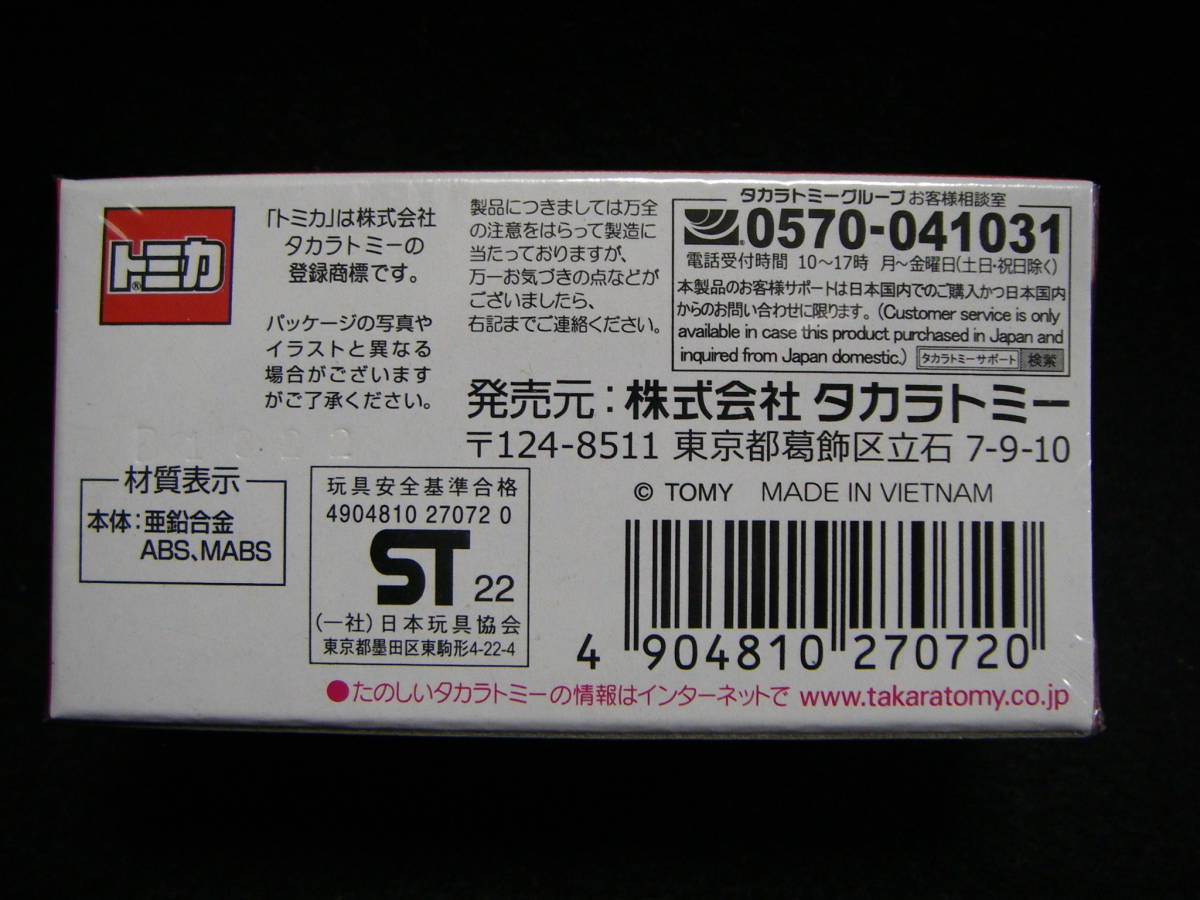 トミカ®
「トミカ」は株式会社
タカラトミーの
登録商標です。
パッケージの写真や
イラストと異なる
場合がございます
がご了承ください。
製品につきましては万全
の注意をはらって製造に
当たっておりますが、
万一お気づきの点などが
ございましたら、
右記までご連絡ください。
タカラトミーグループ お客様相談室
0570-041031
電話受付時間 10〜17時 月〜金曜日(土日・祝日除く)
本製品のお客様サポートは日本国内でのご購入かつ日本国内
からのお問い合わせに限ります。(Customer service is only
available in case this product purchased in Japan and
inquired from Japan domestic.) タカラトミーサポート 検索
発売元：株式会社 タカラトミー
〒124-8511 東京都葛飾区立石 7-9-10
© TOMY MADE IN VIETNAM
材質表示
本体：亜鉛合金
ABS、MABS
玩具安全基準合格
4904810 27072 0
ST 22
(一社)日本玩具協会
東京都墨田区東駒形4-22-4
4 904810 270720
●たのしいタカラトミーの情報はインターネットで www.takaratomy.co.jp